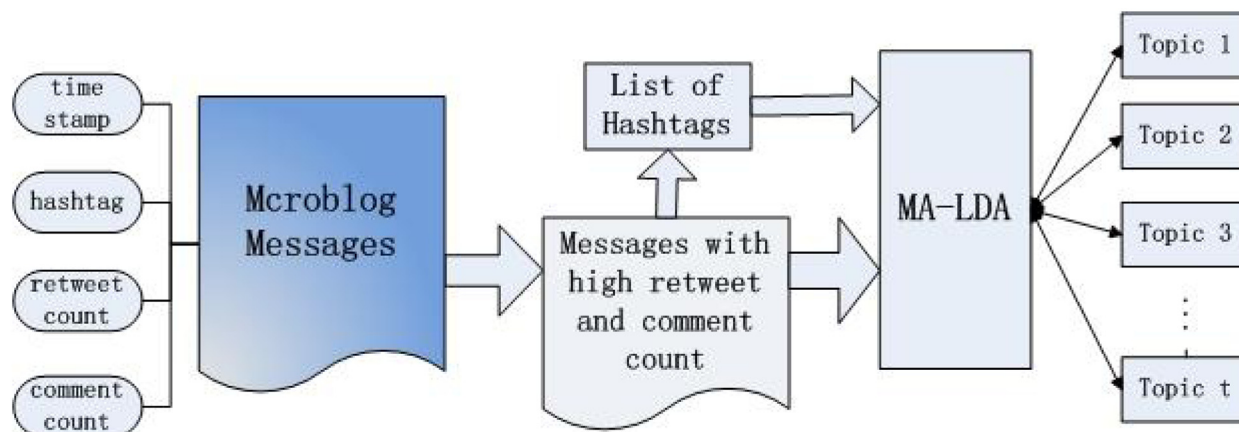 time
stamp
hashtag
retweet
count
comment
count
Mcroblog
Messages
List of
Hashtags
Messages with
high retweet
and comment
count
MA-LDA
Topic 1
Topic 2
Topic 3
Topic t